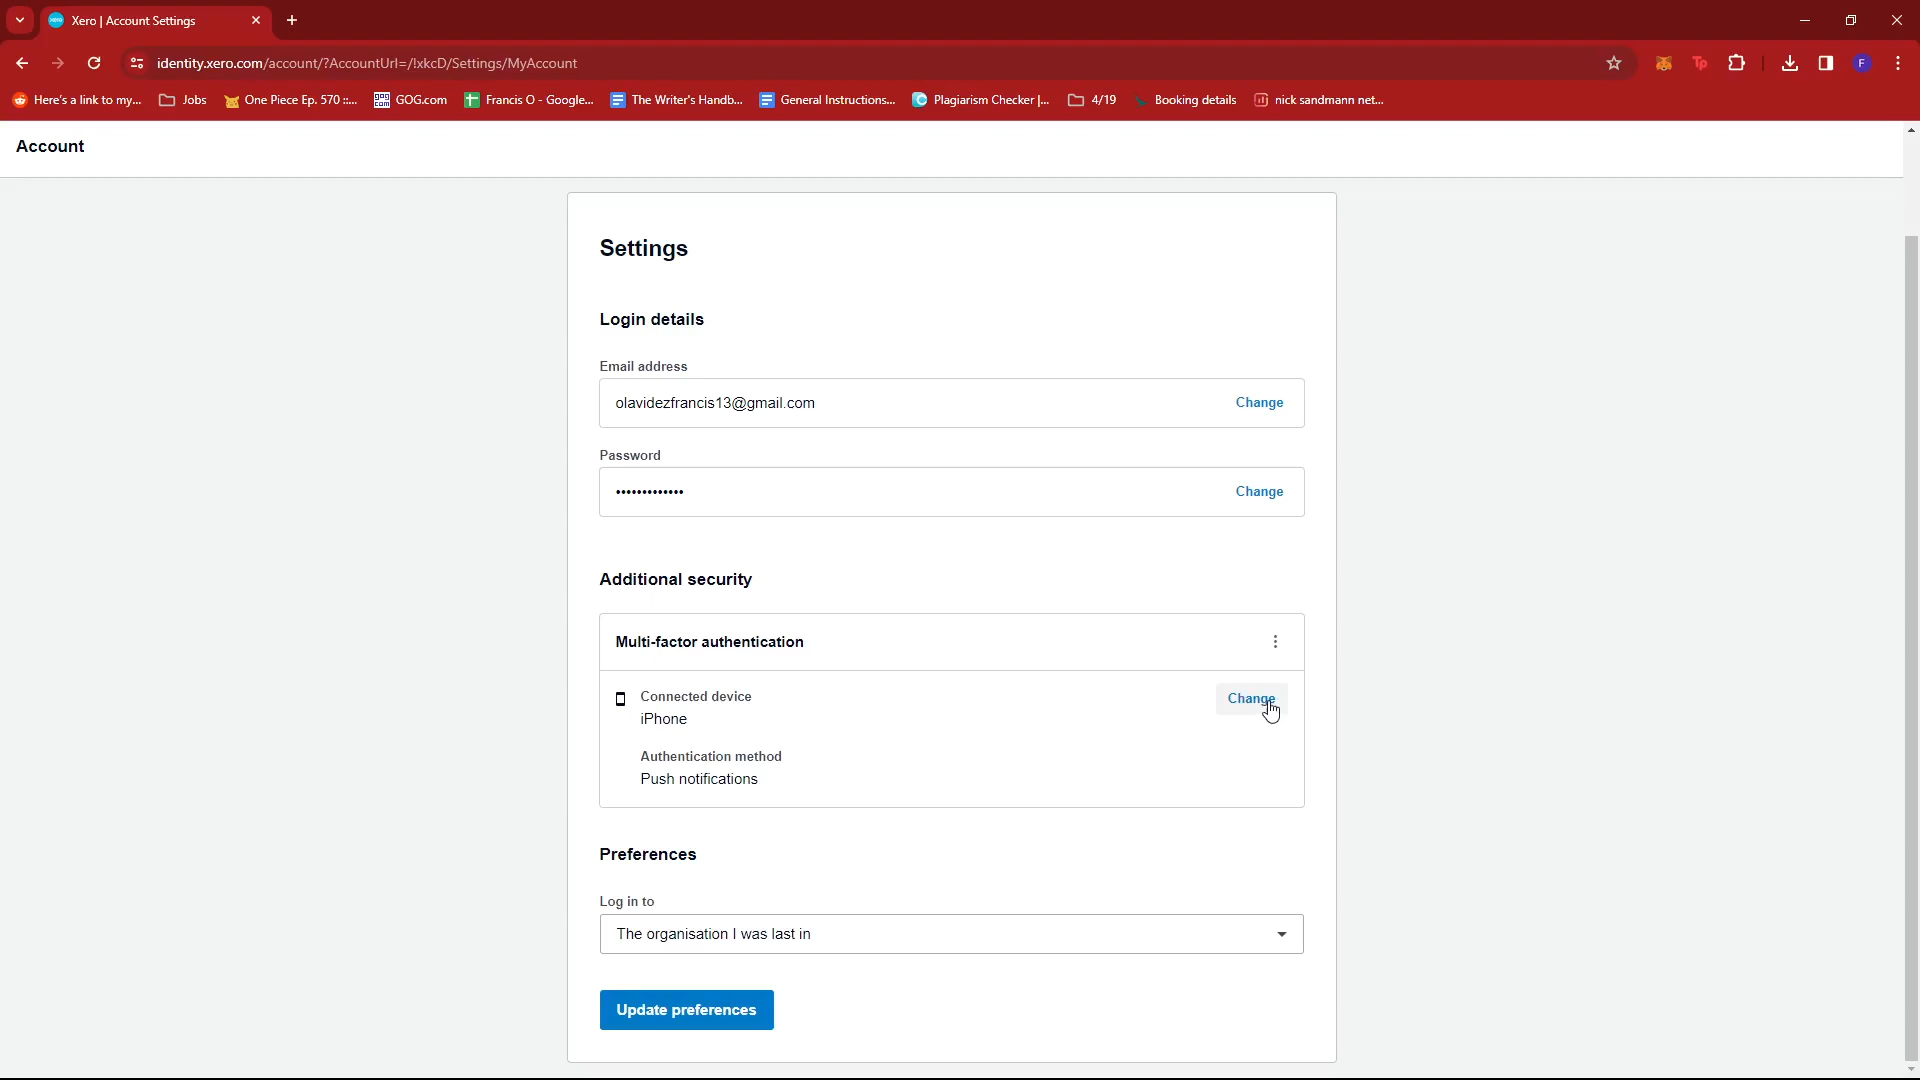 Xero | Account Settings
identity.xero.com/account/?AccountUrl=/!xkcD/Settings/MyAccount
Here's a link to my... Jobs One Piece Ep. 570 ::... GOG.com Francis O - Google... The Writer's Handb... General Instructions... Plagiarism Checker |... 4/19 Booking details nick sandmann net...
Account
Settings
Login details
Email address
olavidezfrancis13@gmail.com Change
Password
••••••••••••• Change
Additional security
Multi-factor authentication
Connected device Change
iPhone
Authentication method
Push notifications
Preferences
Log in to
The organisation I was last in
Update preferences